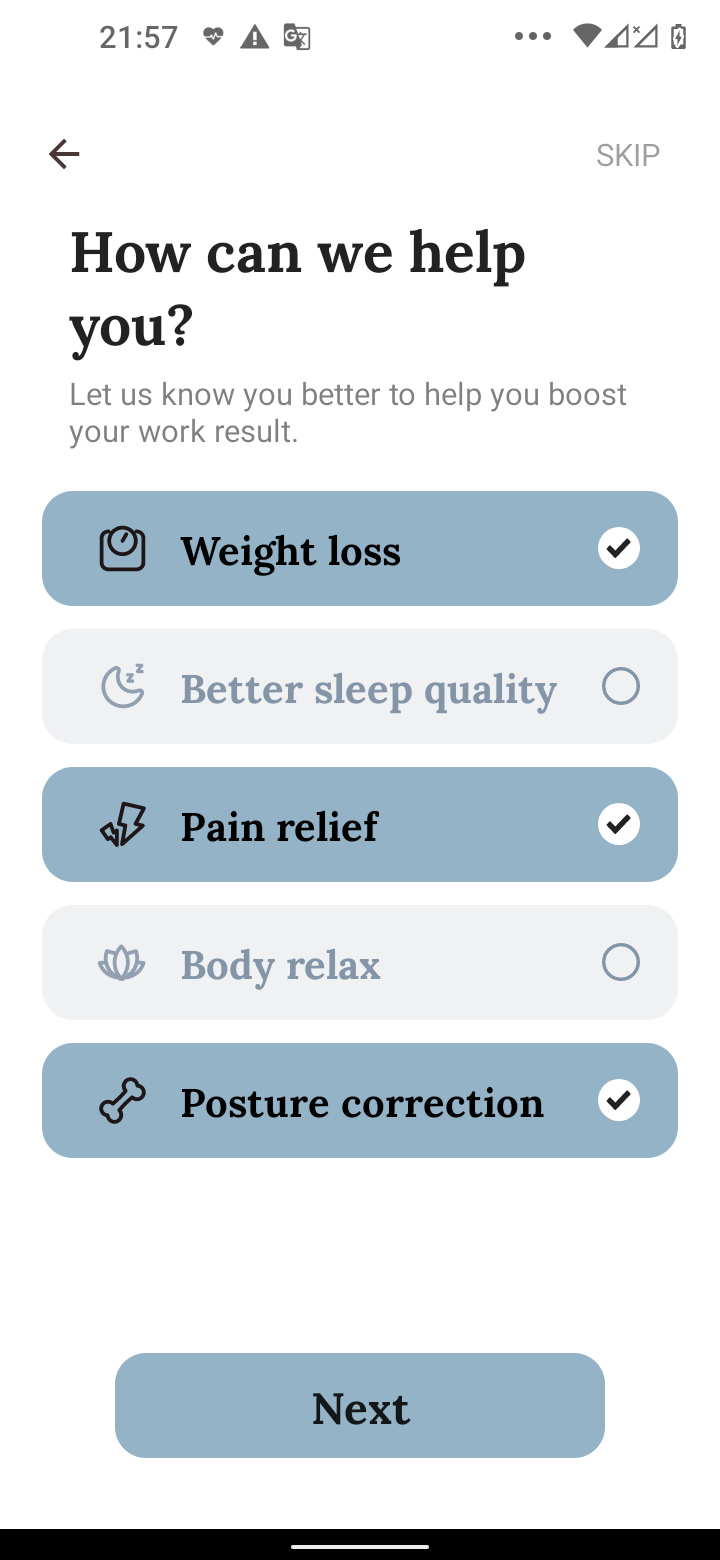 21:57
SKIP
How can we help
you?
Let us know you better to help you boost
your work result.
Weight loss
Better sleep quality
Pain relief
Body relax
Posture correction
Next